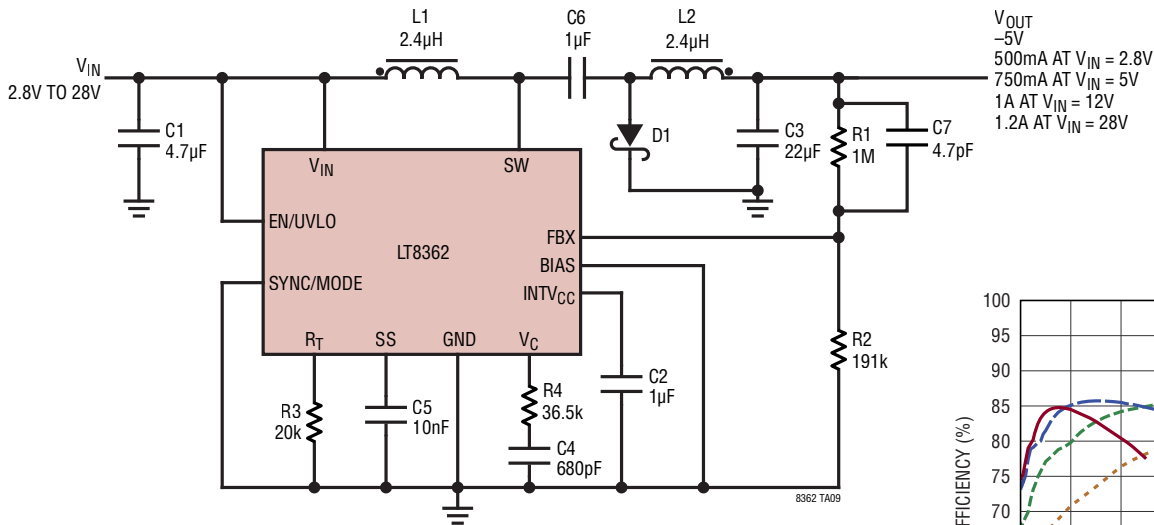 L1
2.4µH
C6
1µF
L2
2.4µH
VOUT
–5V
500mA AT VIN = 2.8V
750mA AT VIN = 5V
1A AT VIN = 12V
1.2A AT VIN = 28V
VIN
2.8V TO 28V
C1
4.7µF
D1
C3
22µF
R1
1M
C7
4.7pF
VIN
SW
EN/UVLO
FBX
LT8362
BIAS
SYNC/MODE
INTVCC
RT
SS
GND
VC
R2
191k
C2
1µF
R4
36.5k
R3
20k
C5
10nF
C4
680pF
8362 TA09
100
95
90
85
80
75
70